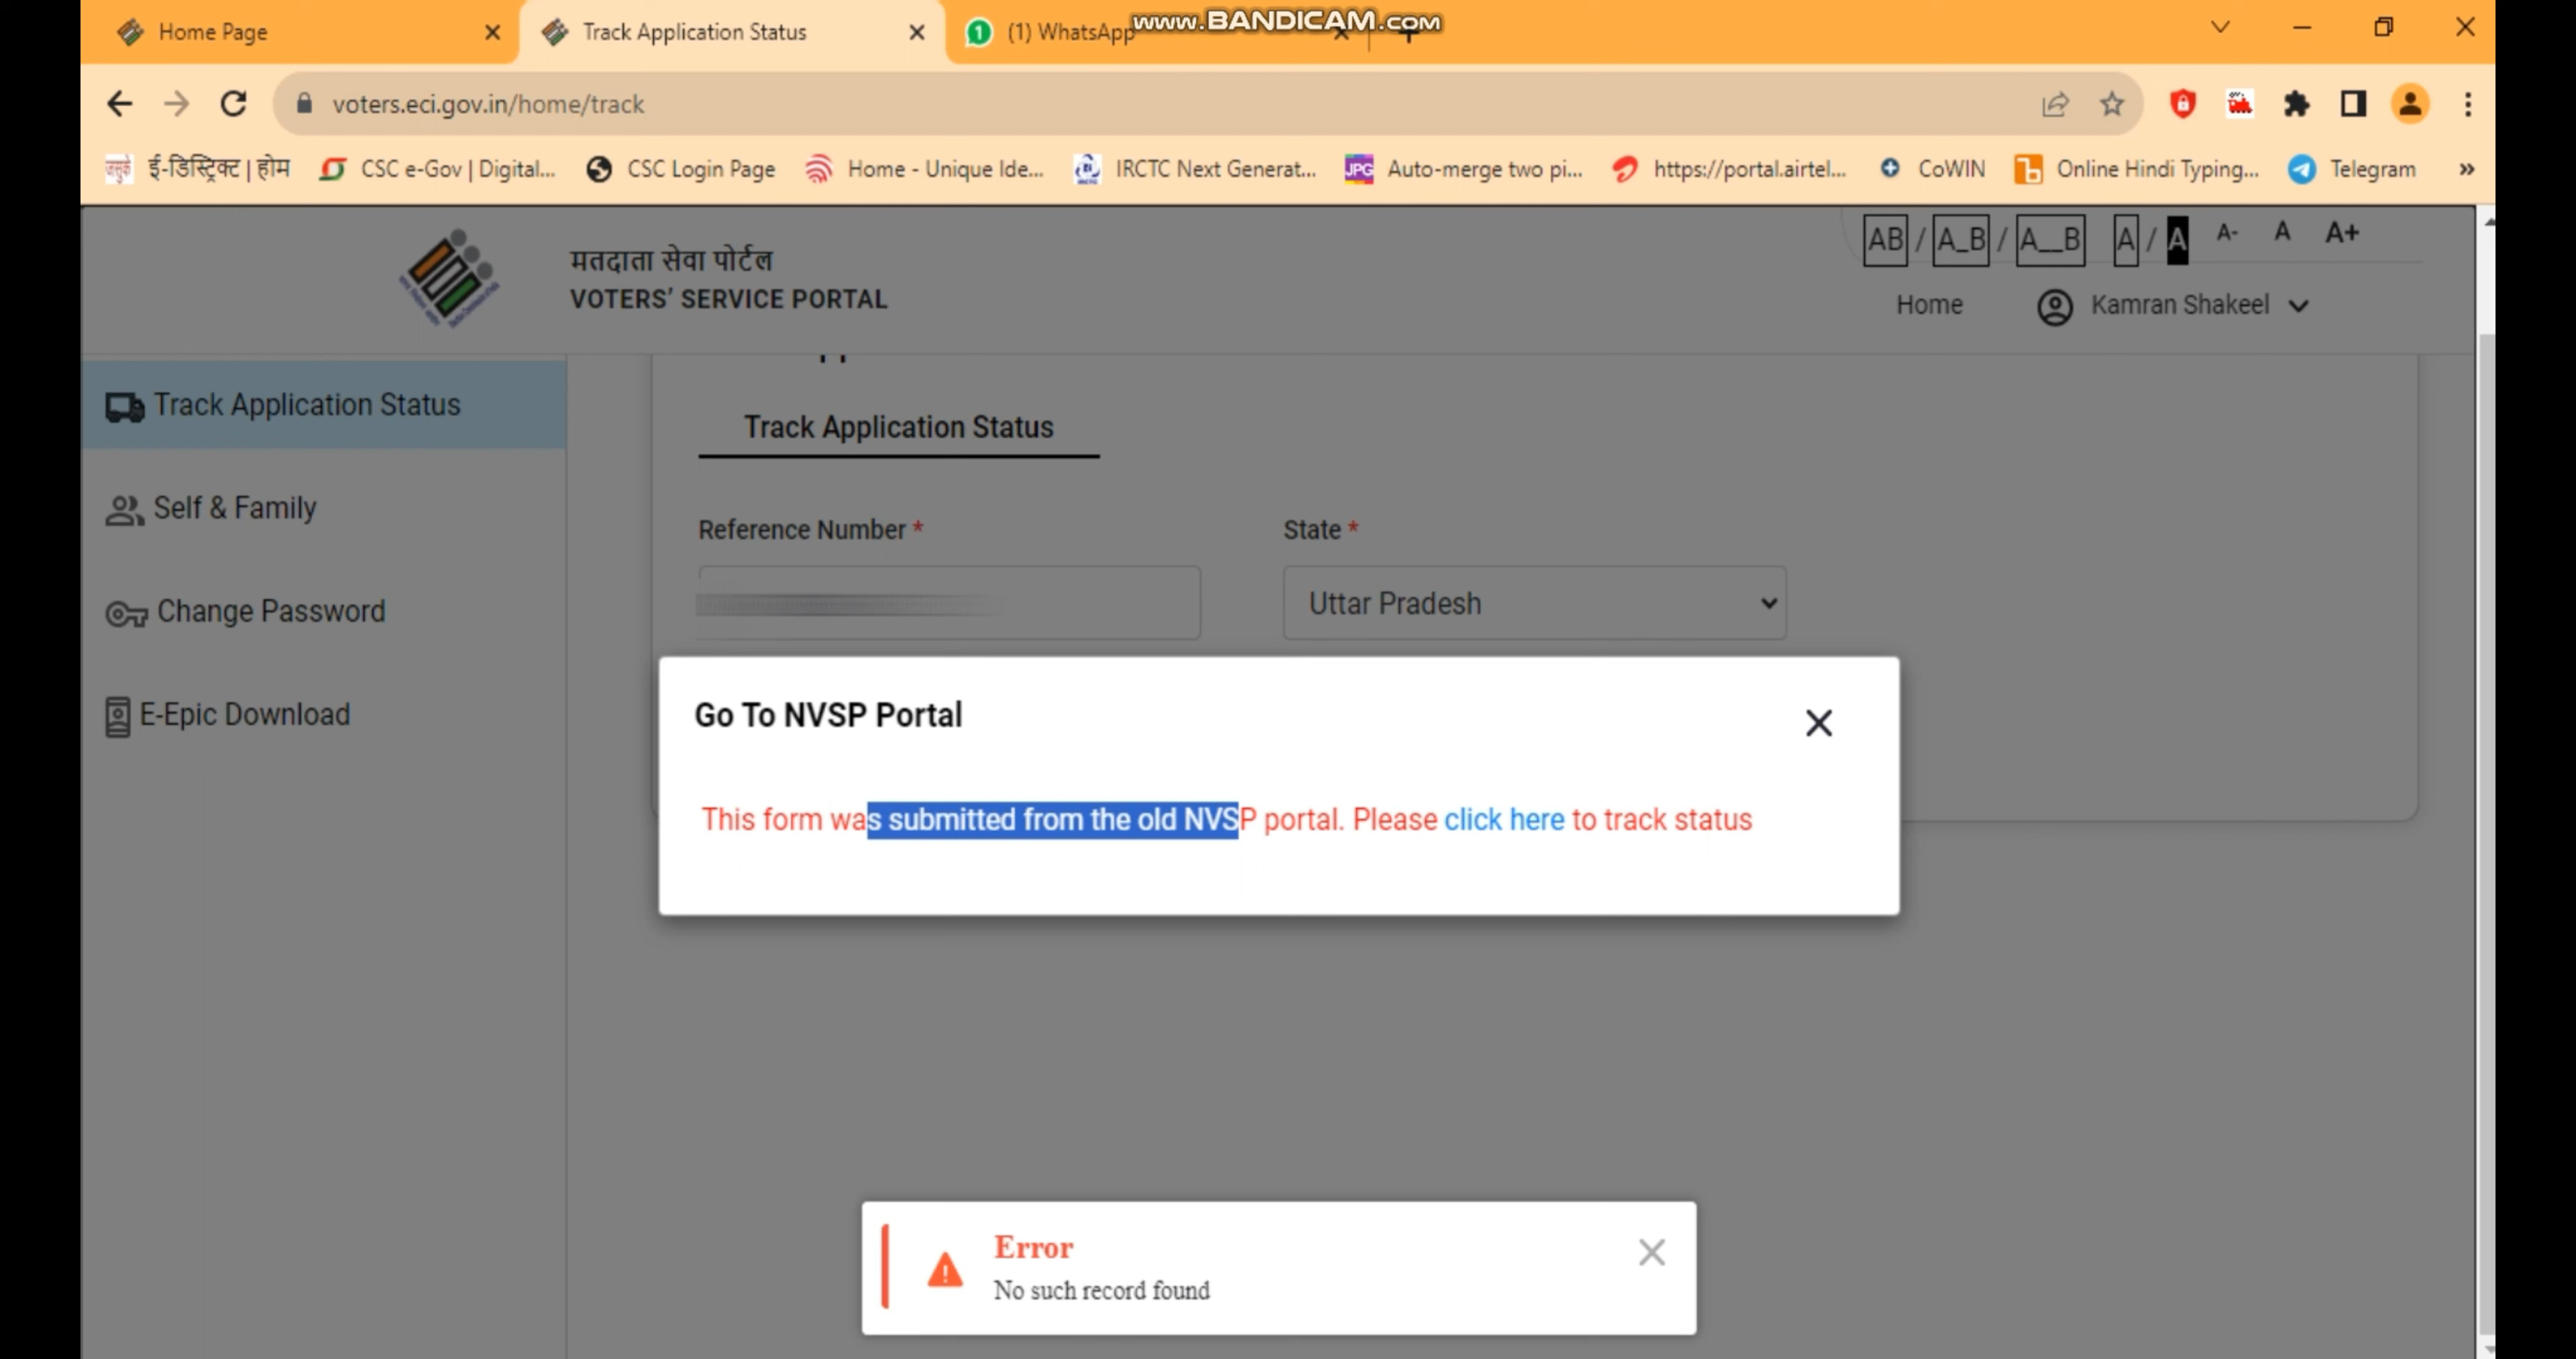 Home Page
Track Application Status
(1) WhatsApp
www.BANDICAM.com
voters.eci.gov.in/home/track
ई-डिस्ट्रिक्ट | होम
CSC e-Gov | Digital...
CSC Login Page
Home - Unique Ide...
IRCTC Next Generat...
JPG
Auto-merge two pi...
https://portal.airtel...
CoWIN
Online Hindi Typing...
Telegram
»
मतदाता सेवा पोर्टल
VOTERS' SERVICE PORTAL
AB / A_B / A__B A / A A- A A+
Home
Kamran Shakeel
Track Application Status
Self & Family
Change Password
E-Epic Download
Track Application Status
Reference Number *
State *
Uttar Pradesh
Go To NVSP Portal
This form was submitted from the old NVSP portal. Please click here to track status
Error
No such record found